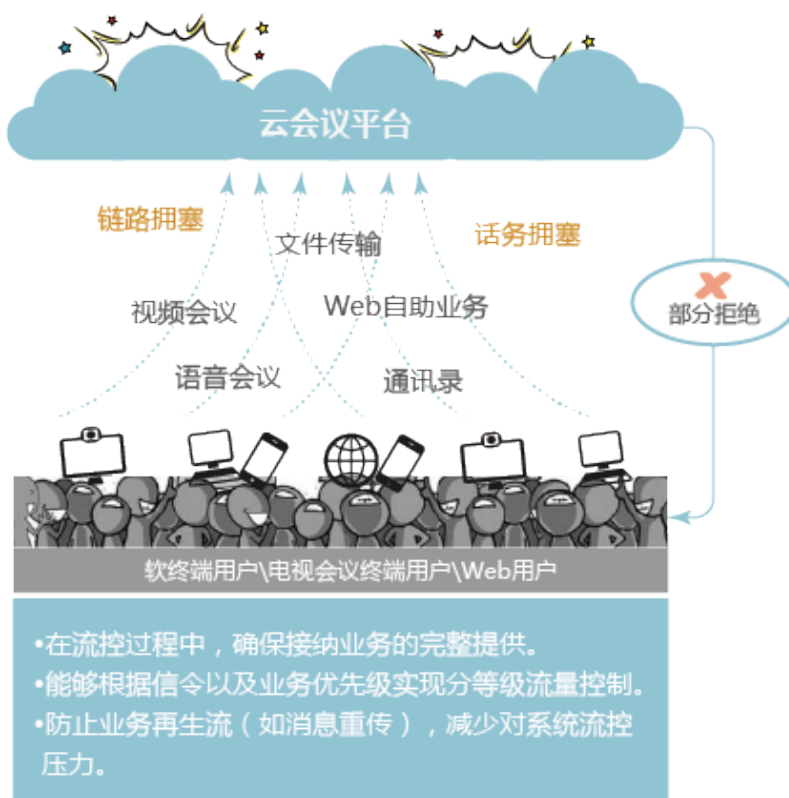 云会议平台
链路拥塞
文件传输
话务拥塞
视频会议
Web自助业务
部分拒绝
语音会议
通讯录
软终端用户\电视会议终端用户\Web用户
•在流控过程中，确保接纳业务的完整提供。
•能够根据信令以及业务优先级实现分等级流量控制。
•防止业务再生流（如消息重传），减少对系统流控
压力。